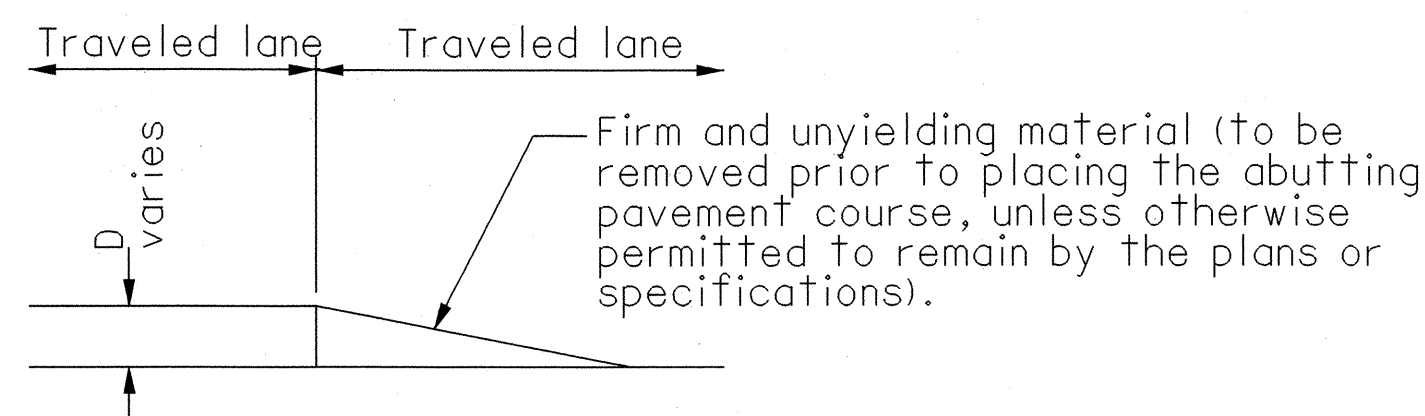 Traveled lane
Traveled lane
D
varies
Firm and unyielding material (to be
removed prior to placing the abutting
pavement course, unless otherwise
permitted to remain by the plans or
specifications).